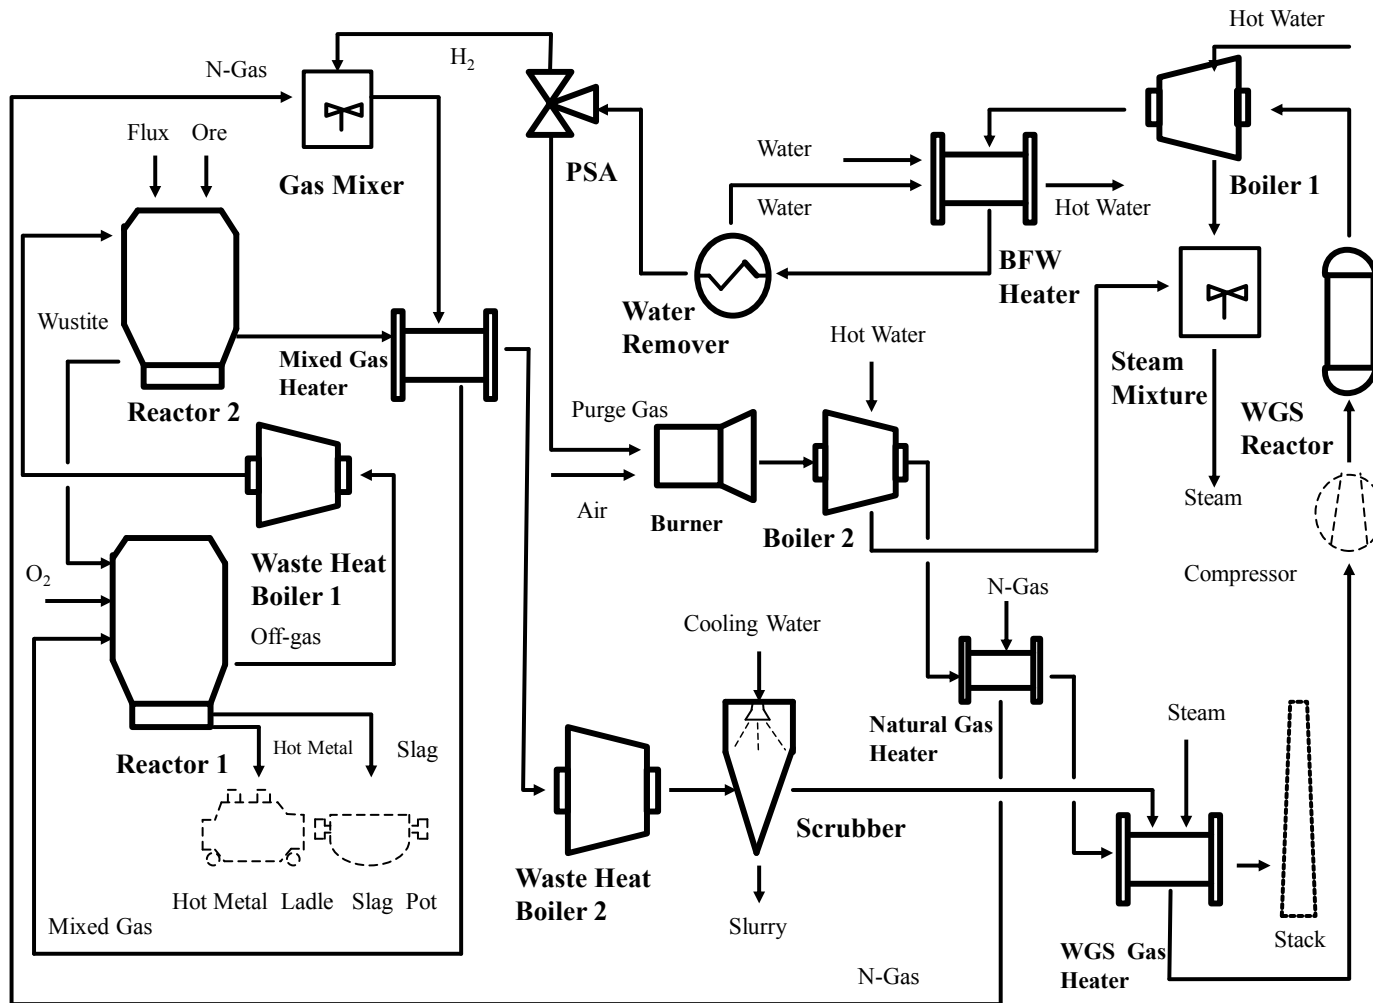 Hot Water
H₂
N-Gas
Flux Ore
Water
PSA
Gas Mixer
Boiler 1
Water
Hot Water
BFW
Heater
Wustite
Water
Remover
Hot Water
Mixed Gas
Heater
Steam
Mixture
Reactor 2
Purge Gas
WGS
Reactor
Steam
Air
Burner
Boiler 2
Waste Heat
Boiler 1
O₂
Compressor
N-Gas
Off-gas
Cooling Water
Steam
Natural Gas
Heater
Hot Metal
Slag
Reactor 1
Scrubber
Waste Heat
Boiler 2
Hot Metal Ladle
Slag Pot
Mixed Gas
Slurry
Stack
WGS Gas
Heater
N-Gas